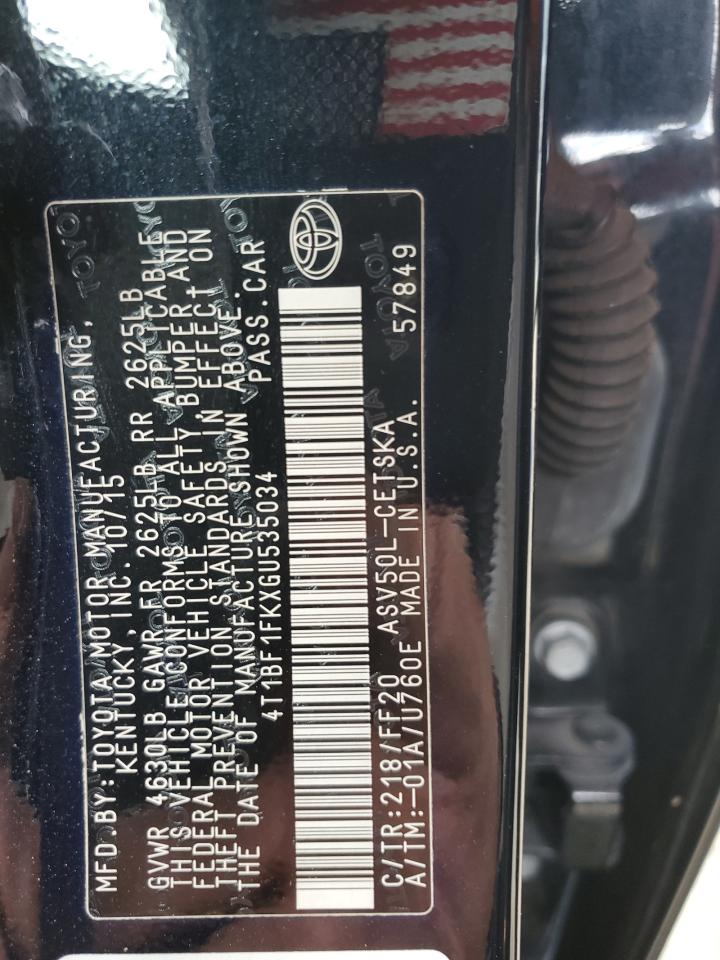 MFD.BY:TOYOTA MOTOR MANUFACTURING,
KENTUCKY, INC. 10/15
GVWR 4630LB GAWR FR 2625LB RR 2625LB
THIS VEHICLE CONFORMS TO ALL APPLICABLE
FEDERAL MOTOR VEHICLE SAFETY, BUMPER, AND
THEFT PREVENTION STANDARDS IN EFFECT ON
THE DATE OF MANUFACTURE SHOWN ABOVE.
4T1BF1FKXGU535034 PASS.CAR
C/TR:218/FF20 ASV50L-CETSKA 57849
A/TM:-01A/U760E MADE IN U.S.A.